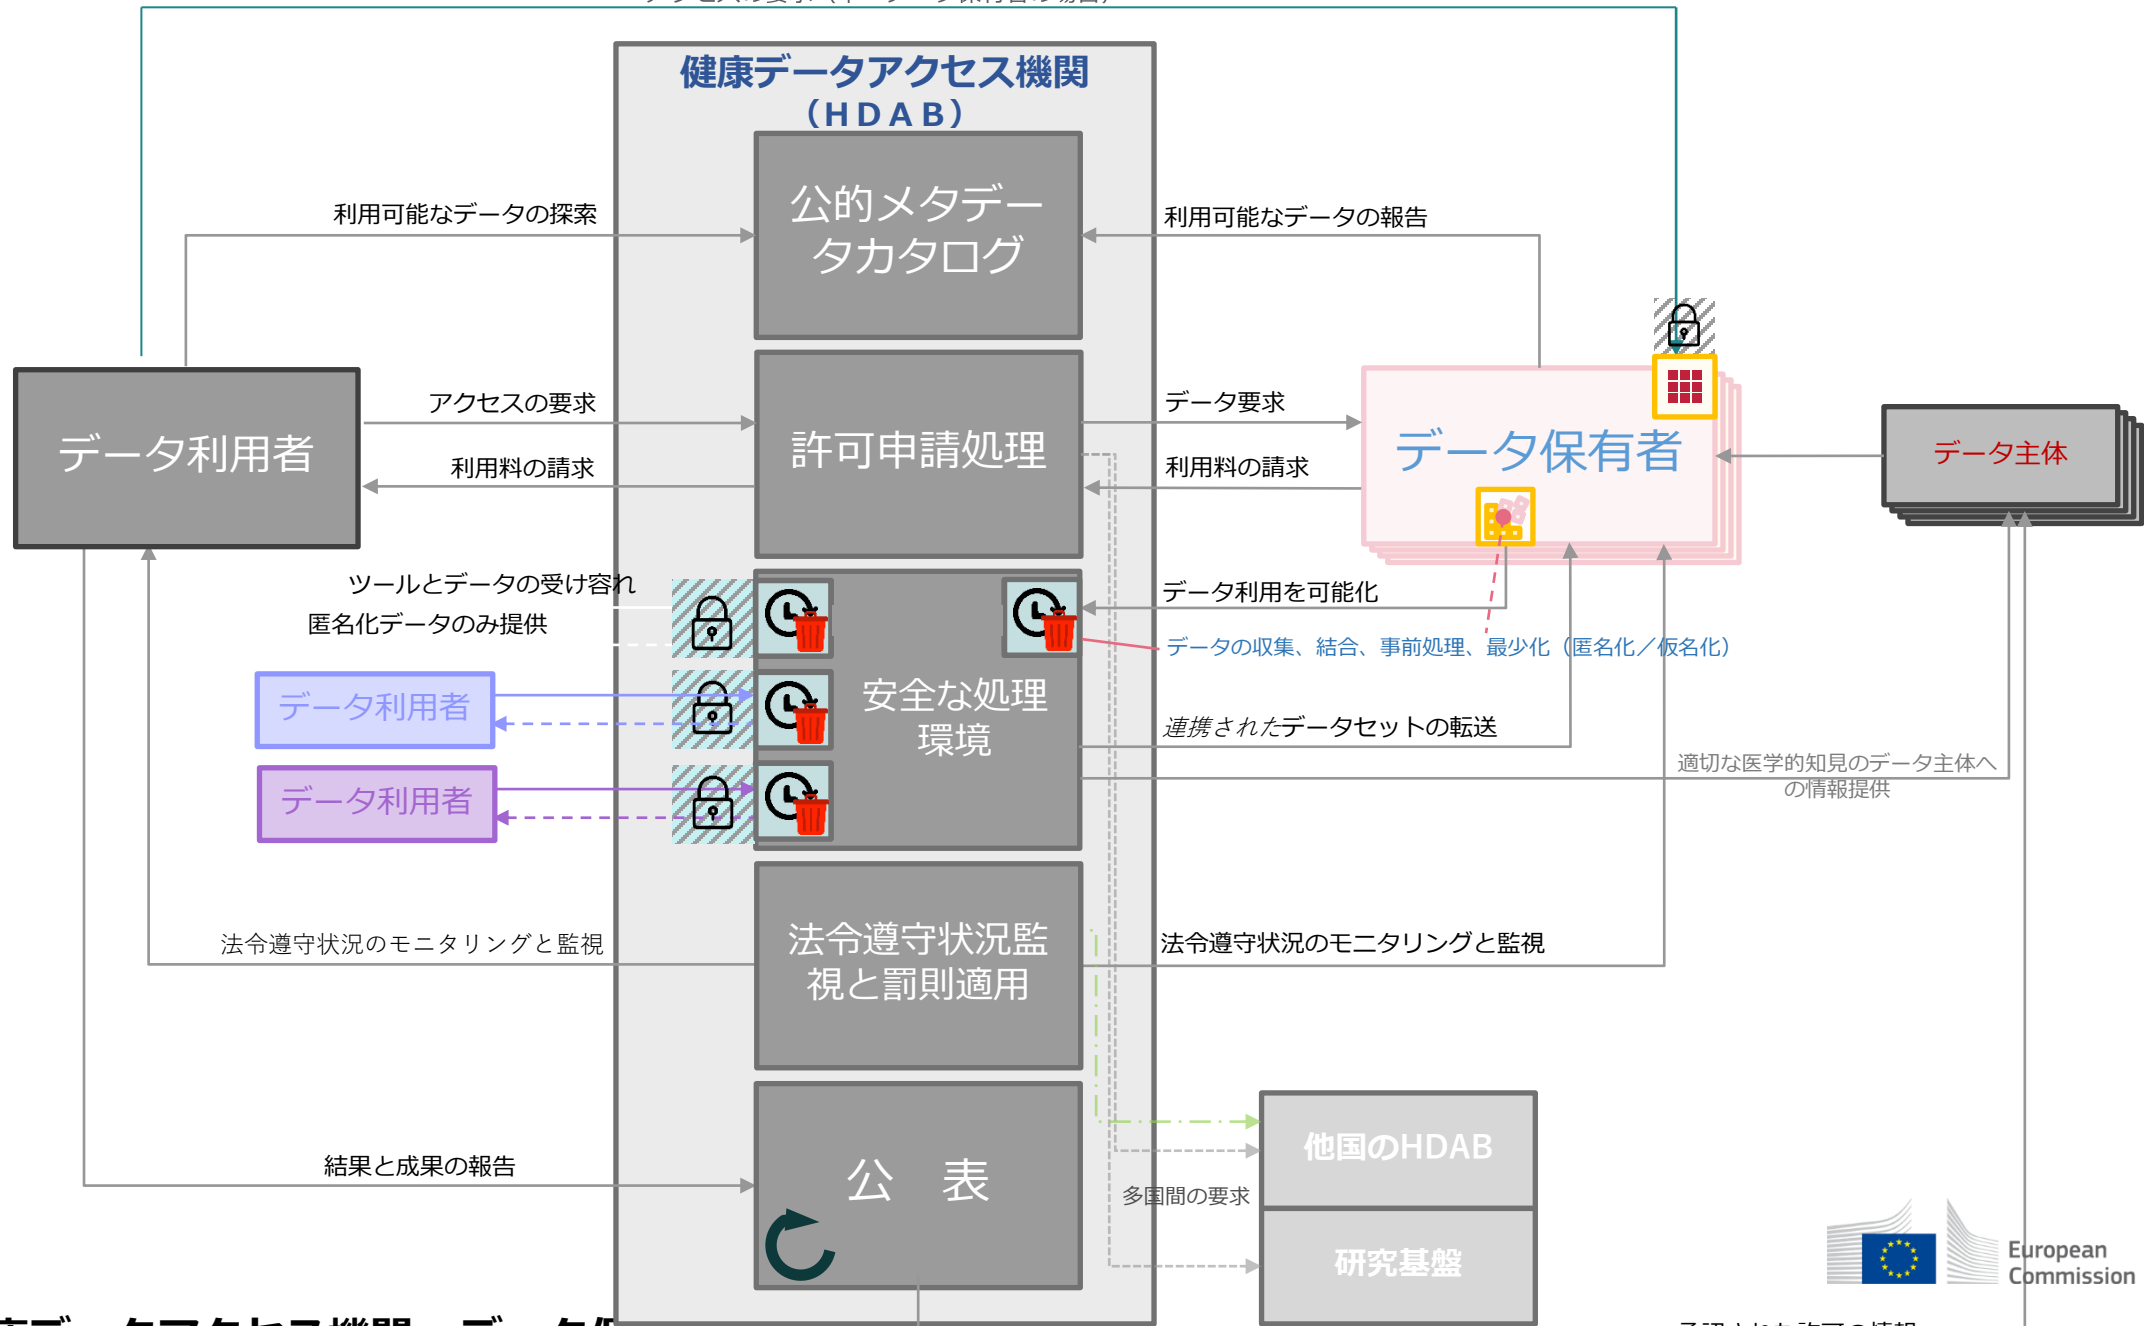 健康データアクセス機関
（ＨＤＡＢ）
公的メタデー
タカタログ
利用可能なデータの探索
利用可能なデータの報告
データ利用者
アクセスの要求
利用料の請求
許可申請処理
データ要求
利用料の請求
データ保有者
データ主体
ツールとデータの受け容れ
匿名化データのみ提供
データ利用者
データ利用者
安全な処理
環境
データ利用を可能化
データの収集、結合、事前処理、最少化（匿名化／仮名化）
連携されたデータセットの転送
適切な医学的知見のデータ主体へ
の情報提供
法令遵守状況のモニタリングと監視
法令遵守状況監
視と罰則適用
法令遵守状況のモニタリングと監視
結果と成果の報告
公　表
他国のHDAB
多国間の要求
研究基盤
European
Commission